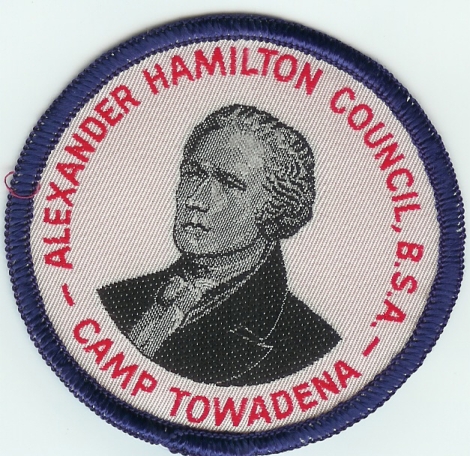 ALEXANDER HAMILTON COUNCIL, B.S.A.
— CAMP TOWADENA —